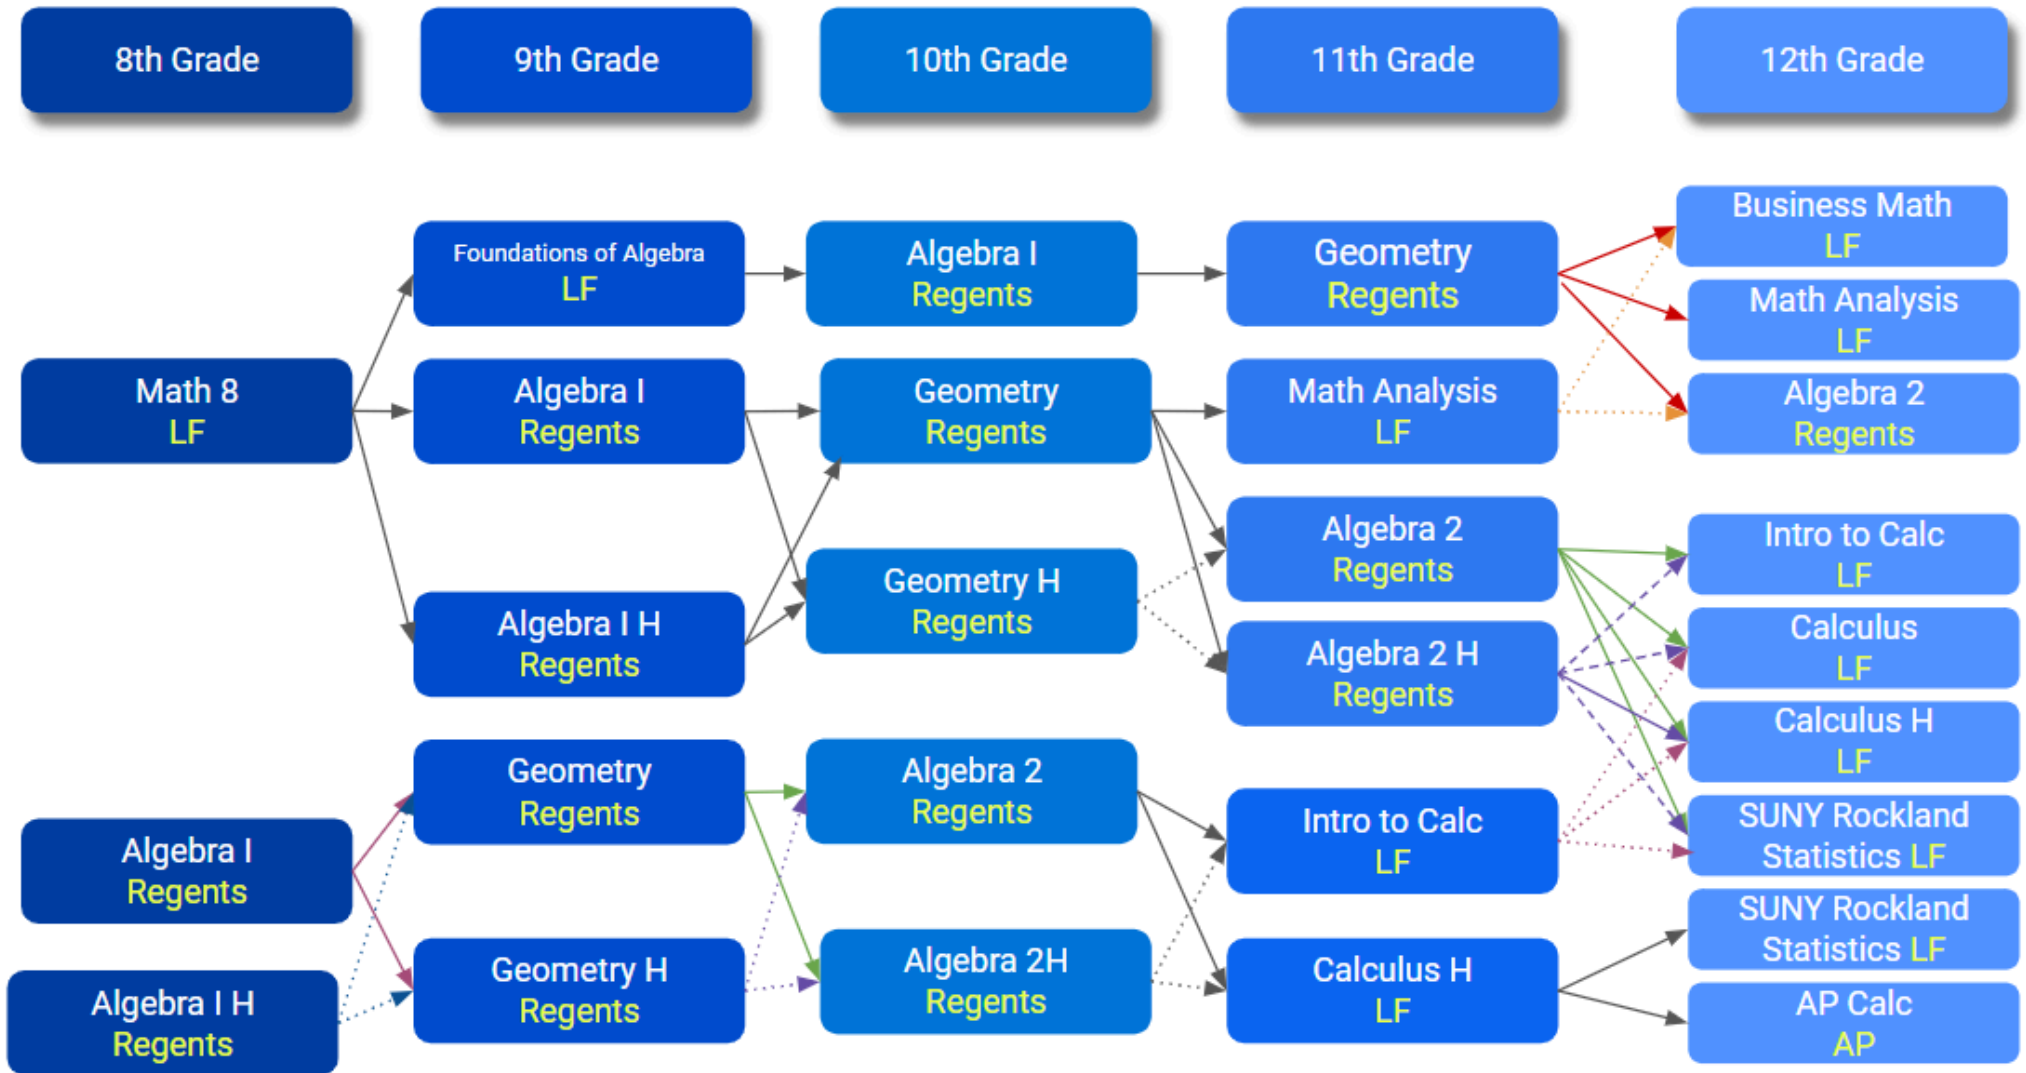 8th Grade
9th Grade
10th Grade
11th Grade
12th Grade
Math 8
LF
Algebra I
Regents
Algebra I H
Regents
Foundations of Algebra
LF
Algebra I
Regents
Algebra I H
Regents
Geometry
Regents
Geometry H
Regents
Algebra I
Regents
Geometry
Regents
Geometry H
Regents
Algebra 2
Regents
Algebra 2H
Regents
Geometry
Regents
Math Analysis
LF
Algebra 2
Regents
Algebra 2 H
Regents
Intro to Calc
LF
Calculus H
LF
Business Math
LF
Math Analysis
LF
Algebra 2
Regents
Intro to Calc
LF
Calculus
LF
Calculus H
LF
SUNY Rockland
Statistics LF
SUNY Rockland
Statistics LF
AP Calc
AP